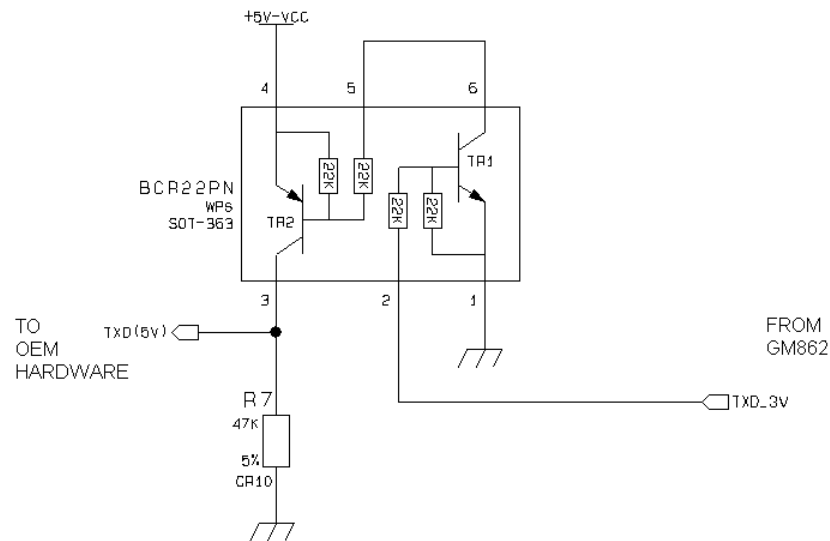 +5V-VCC
4
5
6
22K
22K
22K
22K
TR1
TR2
BCR22PN
WP6
SOT-363
3
2
1
TO
OEM
HARDWARE
TXD(5V)
FROM
GM862
TXD_3V
R7
47K
5%
CR10